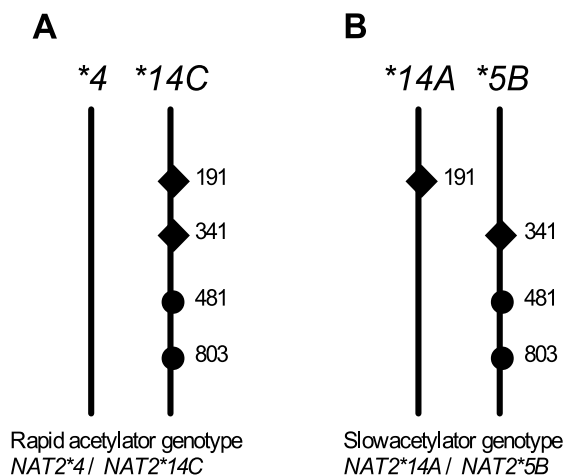 A
B
*4 *14C
*14A *5B
191
341
481
803
191
341
481
803
Rapid acetylator genotype
NAT2*4 / NAT2*14C
Slowacetylator genotype
NAT2*14A / NAT2*5B